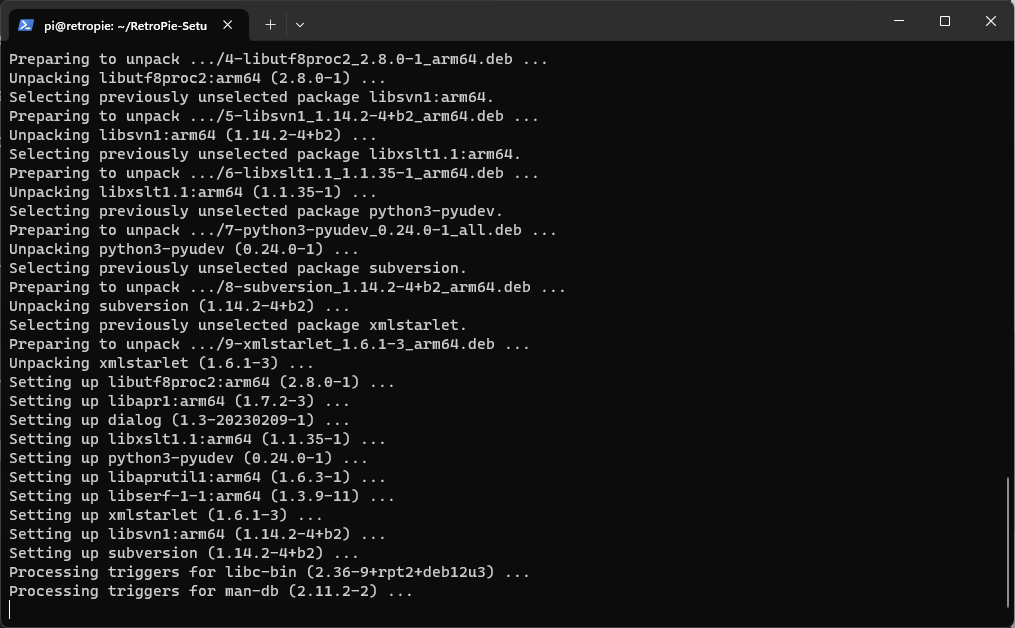 pi@retropie: ~/RetroPie-Setu
Preparing to unpack .../4-libutf8proc2_2.8.0-1_arm64.deb ...
Unpacking libutf8proc2:arm64 (2.8.0-1) ...
Selecting previously unselected package libsvn1:arm64.
Preparing to unpack .../5-libsvn1_1.14.2-4+b2_arm64.deb ...
Unpacking libsvn1:arm64 (1.14.2-4+b2) ...
Selecting previously unselected package libxslt1.1:arm64.
Preparing to unpack .../6-libxslt1.1_1.1.35-1_arm64.deb ...
Unpacking libxslt1.1:arm64 (1.1.35-1) ...
Selecting previously unselected package python3-pyudev.
Preparing to unpack .../7-python3-pyudev_0.24.0-1_all.deb ...
Unpacking python3-pyudev (0.24.0-1) ...
Selecting previously unselected package subversion.
Preparing to unpack .../8-subversion_1.14.2-4+b2_arm64.deb ...
Unpacking subversion (1.14.2-4+b2) ...
Selecting previously unselected package xmlstarlet.
Preparing to unpack .../9-xmlstarlet_1.6.1-3_arm64.deb ...
Unpacking xmlstarlet (1.6.1-3) ...
Setting up libutf8proc2:arm64 (2.8.0-1) ...
Setting up libapr1:arm64 (1.7.2-3) ...
Setting up dialog (1.3-20230209-1) ...
Setting up libxslt1.1:arm64 (1.1.35-1) ...
Setting up python3-pyudev (0.24.0-1) ...
Setting up libaprutil1:arm64 (1.6.3-1) ...
Setting up libserf-1-1:arm64 (1.3.9-11) ...
Setting up xmlstarlet (1.6.1-3) ...
Setting up libsvn1:arm64 (1.14.2-4+b2) ...
Setting up subversion (1.14.2-4+b2) ...
Processing triggers for libc-bin (2.36-9+rpt2+deb12u3) ...
Processing triggers for man-db (2.11.2-2) ...